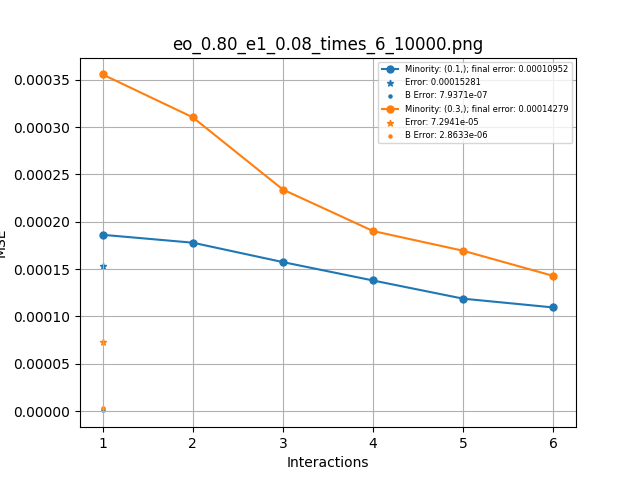 eo_0.80_e1_0.08_times_6_10000.png
Minority: (0.1,); final error: 0.00010952
Error: 0.00015281
B Error: 7.9371e-07
Minority: (0.3,); final error: 0.00014279
Error: 7.2941e-05
B Error: 2.8633e-06
MSE
0.00035
0.00030
0.00025
0.00020
0.00015
0.00010
0.00005
0.00000
1 2 3 4 5 6
Interactions